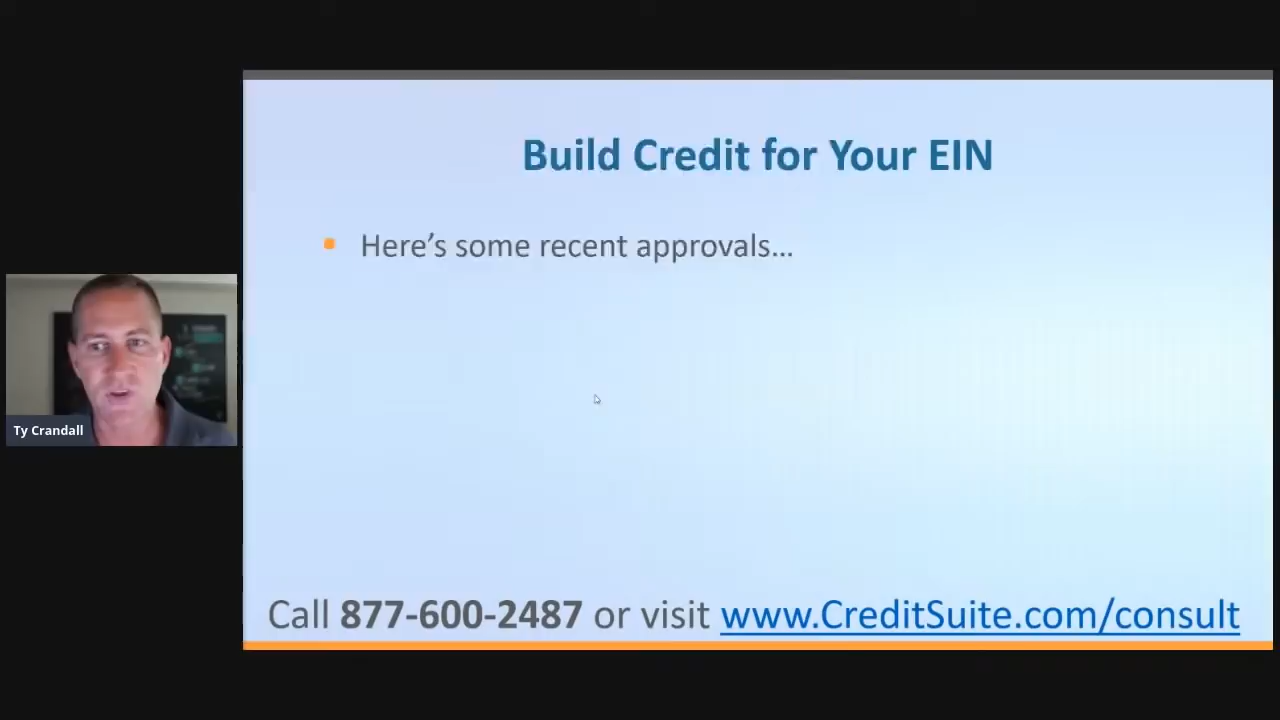 Build Credit for Your EIN
Here's some recent approvals...
Ty Crandall
Call 877-600-2487 or visit www.CreditSuite.com/consult